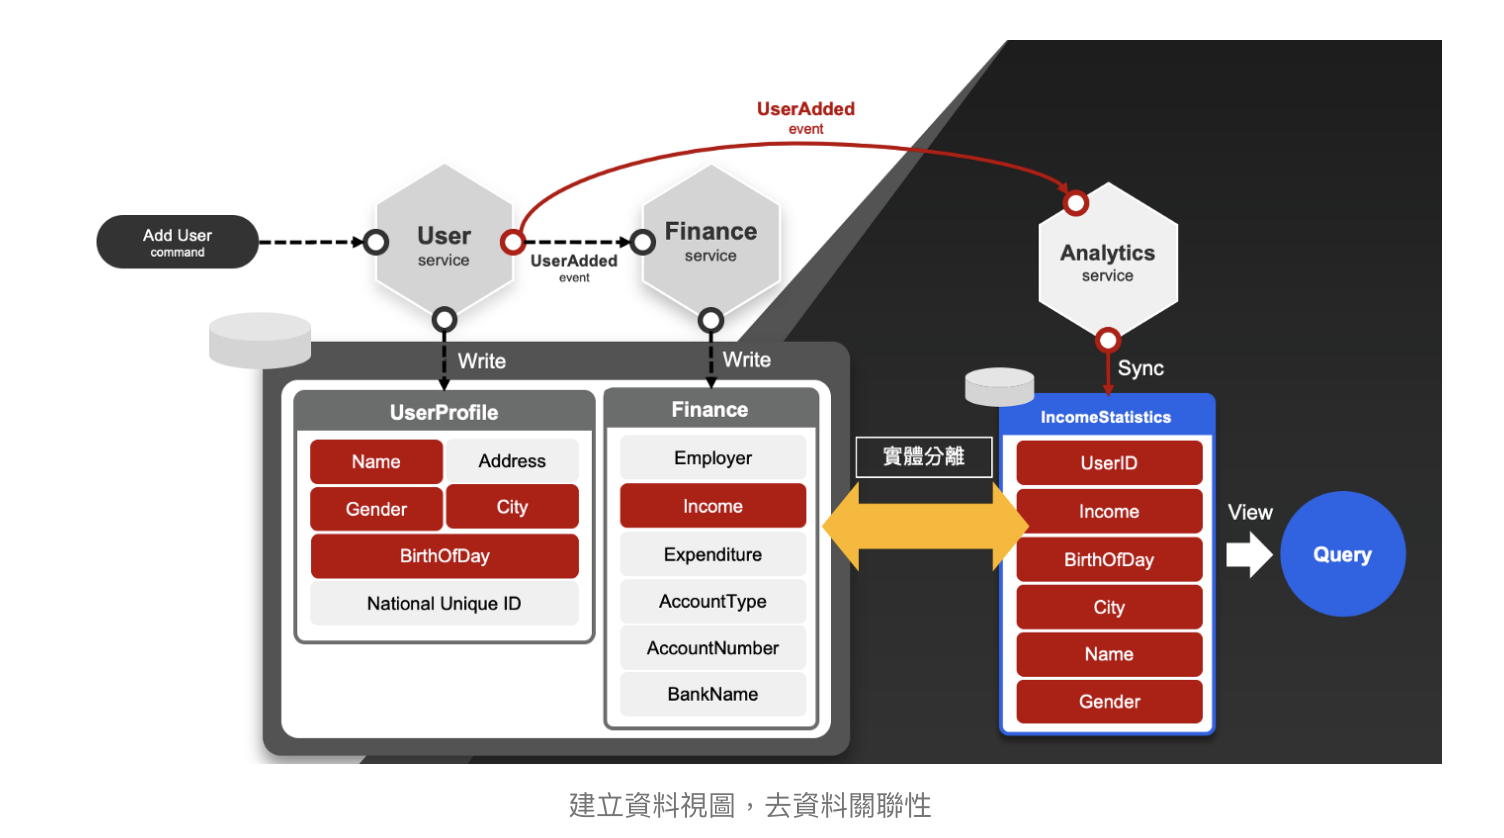 UserAdded
event
Add User
command
User
service
UserAdded
event
Finance
service
Analytics
service
Write
Write
Sync
UserProfile
Name
Address
Gender
City
BirthOfDay
National Unique ID
Finance
Employer
Income
Expenditure
AccountType
AccountNumber
BankName
實體分離
IncomeStatistics
UserID
Income
BirthOfDay
City
Name
Gender
View
Query
建立資料視圖，去資料關聯性